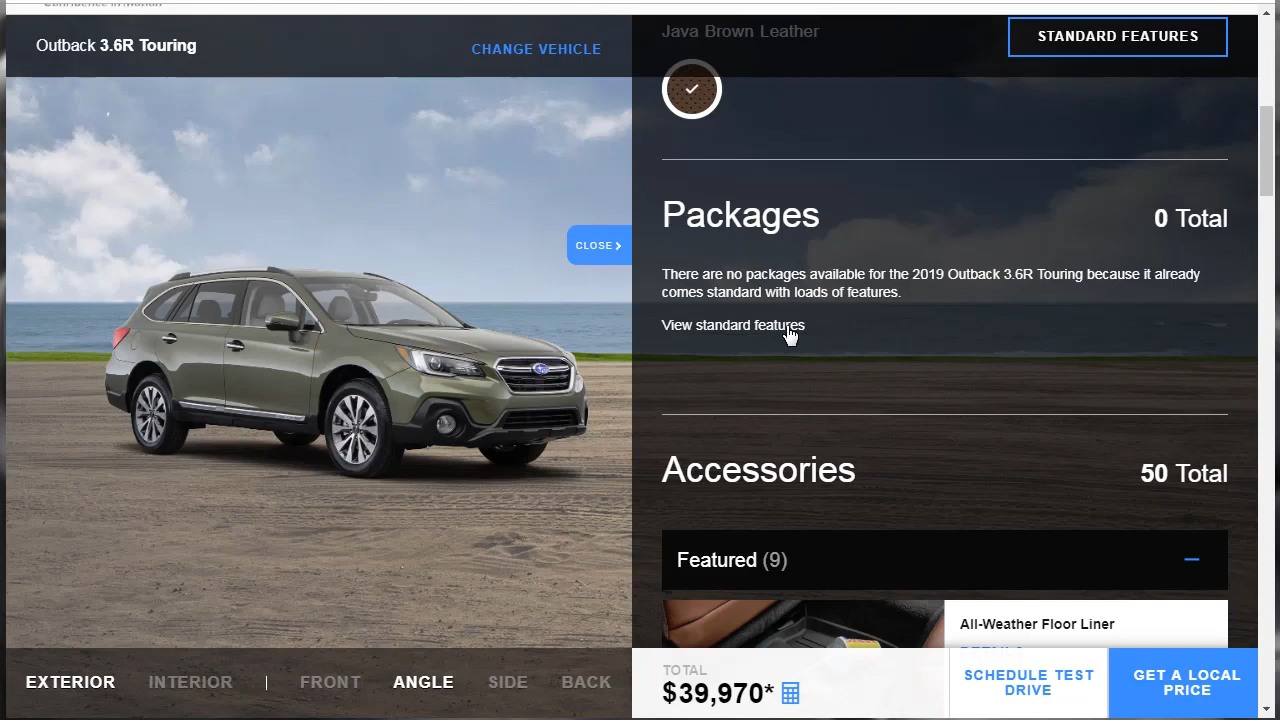 Outback 3.6R Touring
CHANGE VEHICLE
CLOSE
EXTERIOR
INTERIOR
FRONT
ANGLE
SIDE
BACK
Java Brown Leather
STANDARD FEATURES
Packages
0 Total
There are no packages available for the 2019 Outback 3.6R Touring because it already
comes standard with loads of features.
View standard features
Accessories
50 Total
Featured (9)
All-Weather Floor Liner
TOTAL
$39,970*
SCHEDULE TEST
DRIVE
GET A LOCAL
PRICE